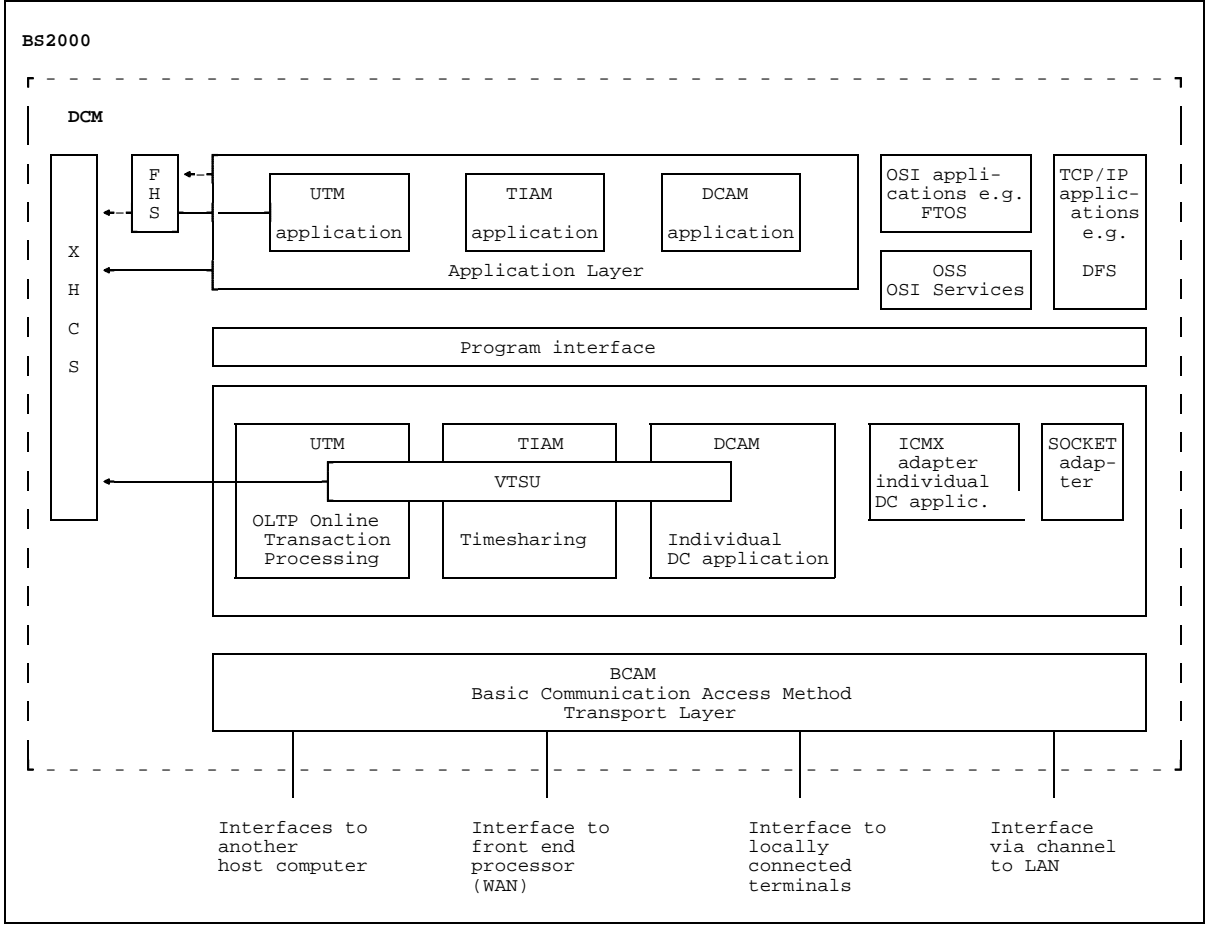 BS2000
DCM
X
H
C
S
F
H
S
UTM
application
TIAM
application
DCAM
application
Application Layer
OSI appli-
cations e.g.
FTOS
OSS
OSI Services
TCP/IP
applic-
ations
e.g.
DFS
Program interface
UTM
OLTP Online
Transaction
Processing
TIAM
Timesharing
DCAM
Individual
DC application
VTSU
ICMX
adapter
individual
DC applic.
SOCKET
adap-
ter
BCAM
Basic Communication Access Method
Transport Layer
Interfaces to
another
host computer
Interface to
front end
processor
(WAN)
Interface to
locally
connected
terminals
Interface
via channel
to LAN